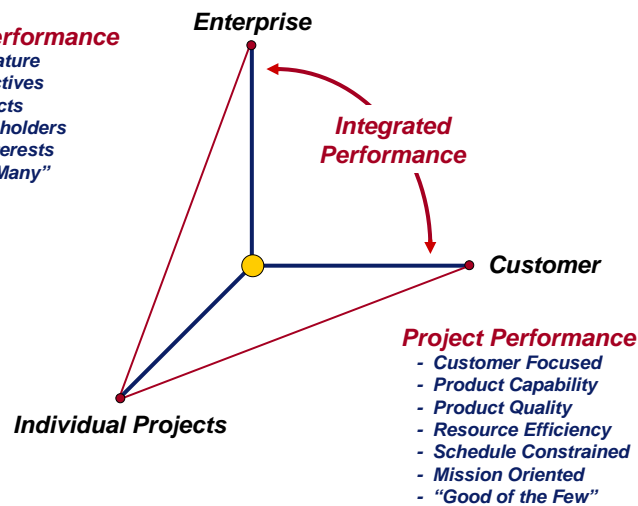 Enterprise
erformance
ature
ctives
cts
holders
erests
Many”
Integrated
Performance
Customer
Project Performance
- Customer Focused
- Product Capability
- Product Quality
- Resource Efficiency
- Schedule Constrained
- Mission Oriented
- “Good of the Few”
Individual Projects